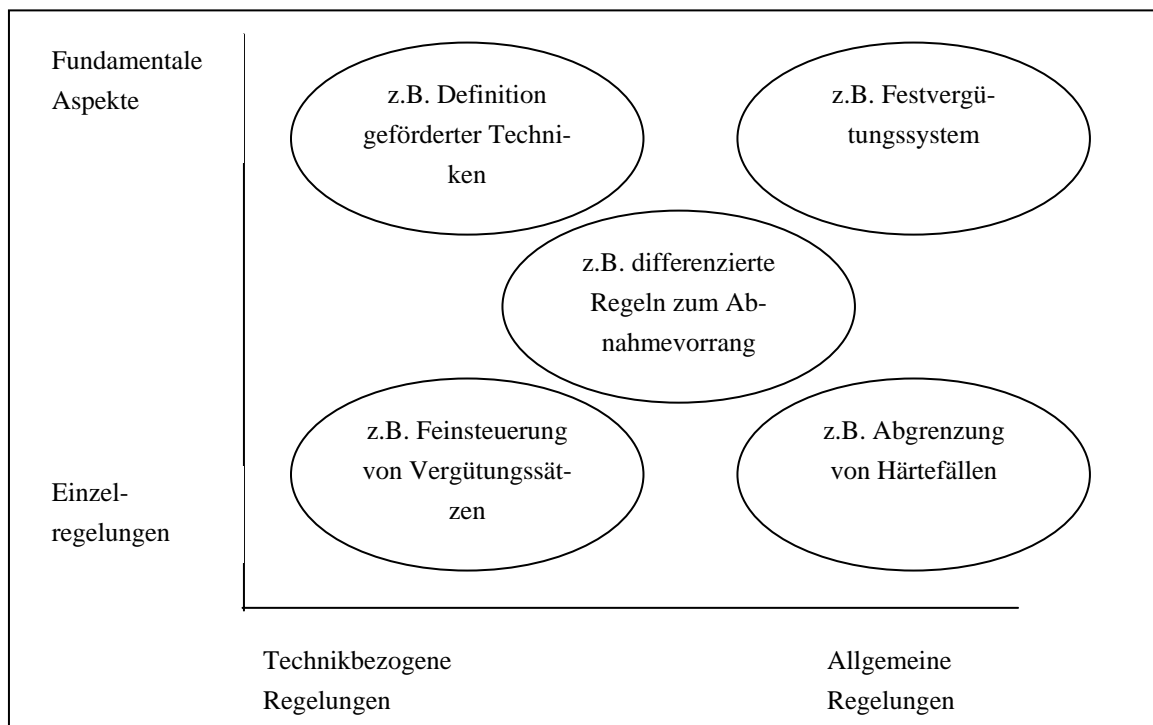 Fundamentale
Aspekte
z.B. Definition
geförderter Techni-
ken
z.B. Festvergü-
tungssystem
z.B. differenzierte
Regeln zum Ab-
nahmevorrang
z.B. Feinsteuerung
von Vergütungssät-
zen
z.B. Abgrenzung
von Härtefällen
Einzel-
regelungen
Technikbezogene
Regelungen
Allgemeine
Regelungen